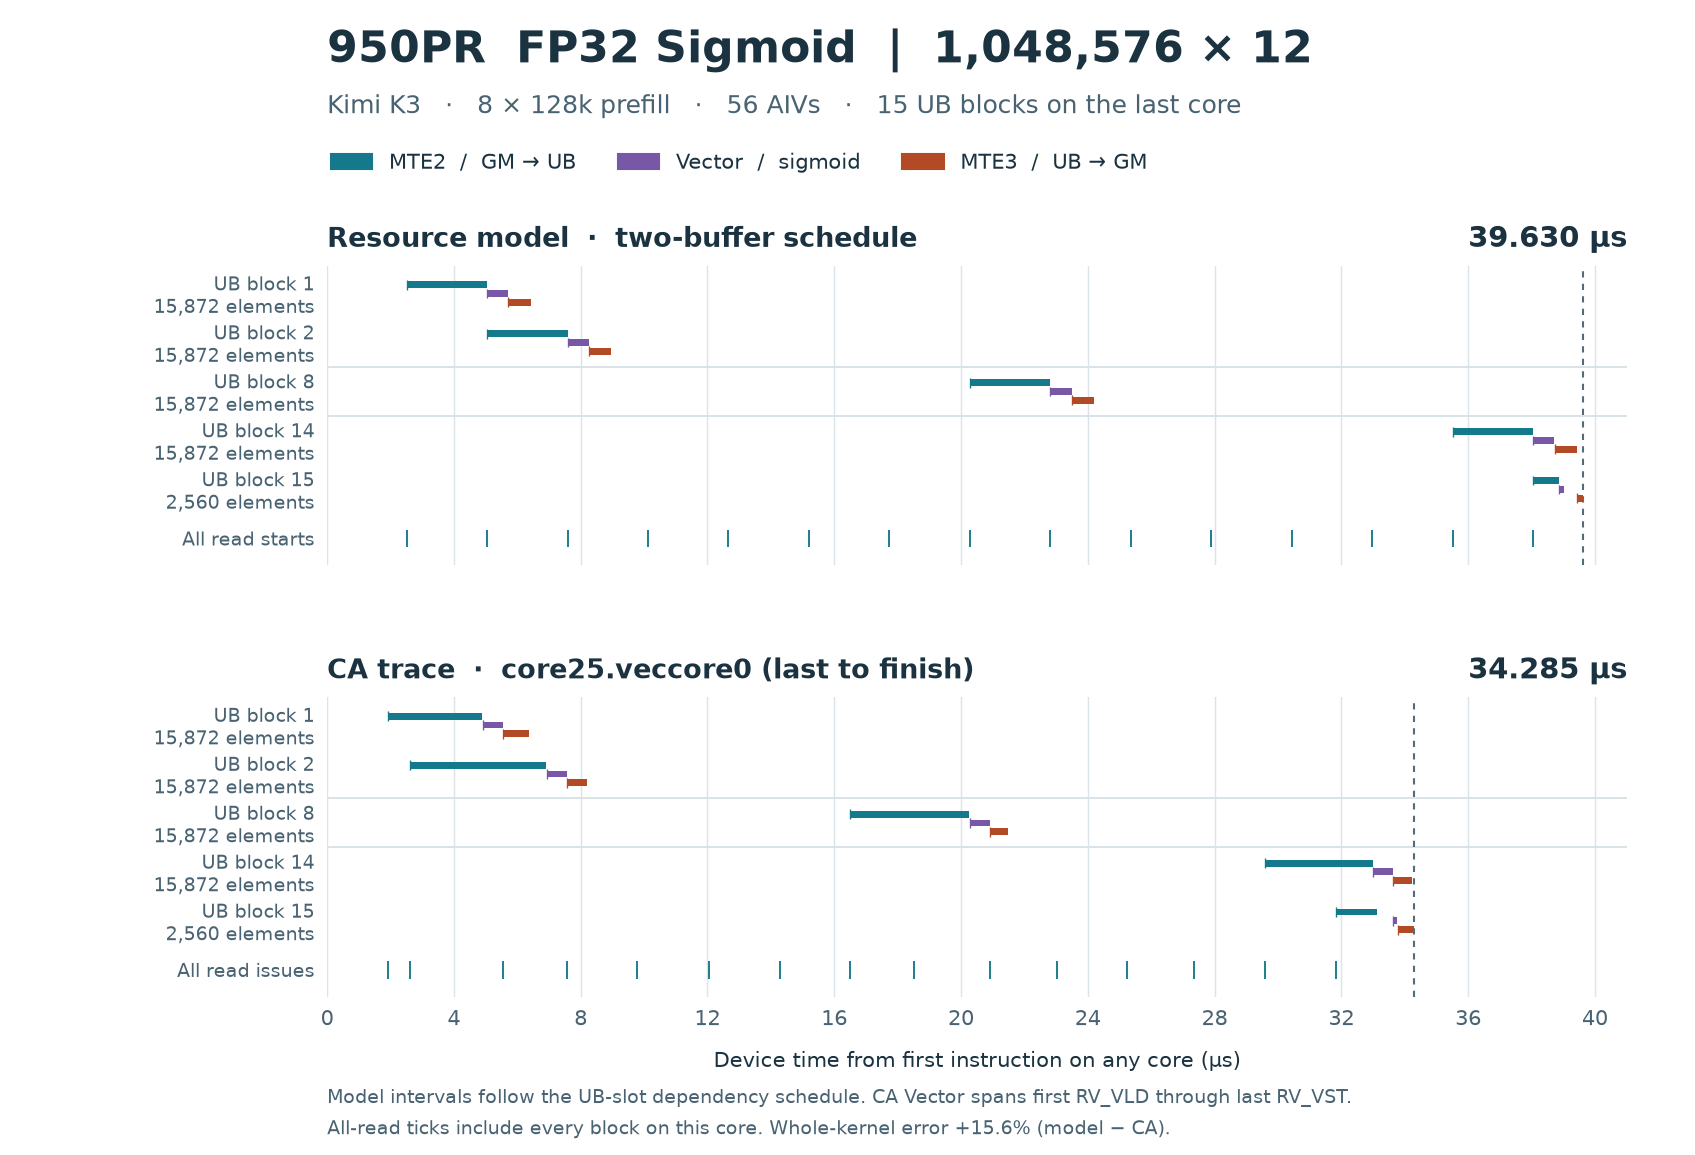 950PR  FP32 Sigmoid  |  1,048,576 × 12
Kimi K3   ·   8 × 128k prefill   ·   56 AIVs   ·   15 UB blocks on the last core
MTE2  /  GM → UB
Vector  /  sigmoid
MTE3  /  UB → GM
Resource model  ·  two-buffer schedule
39.630 µs
UB block 1
15,872 elements
UB block 2
15,872 elements
UB block 8
15,872 elements
UB block 14
15,872 elements
UB block 15
2,560 elements
All read starts
CA trace  ·  core25.veccore0 (last to finish)
34.285 µs
UB block 1
15,872 elements
UB block 2
15,872 elements
UB block 8
15,872 elements
UB block 14
15,872 elements
UB block 15
2,560 elements
All read issues
0 4 8 12 16 20 24 28 32 36 40
Device time from first instruction on any core (µs)
Model intervals follow the UB-slot dependency schedule. CA Vector spans first RV_VLD through last RV_VST.
All-read ticks include every block on this core. Whole-kernel error +15.6% (model − CA).